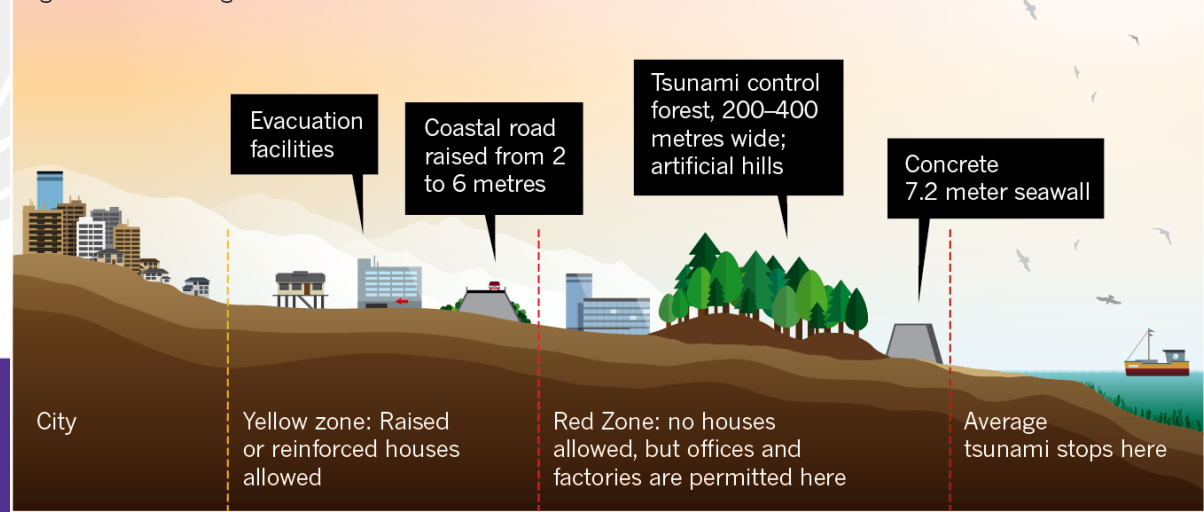 Evacuation
facilities
Coastal road
raised from 2
to 6 metres
Tsunami control
forest, 200–400
metres wide;
artificial hills
Concrete
7.2 meter seawall
City
Yellow zone: Raised
or reinforced houses
allowed
Red Zone: no houses
allowed, but offices and
factories are permitted here
Average
tsunami stops here